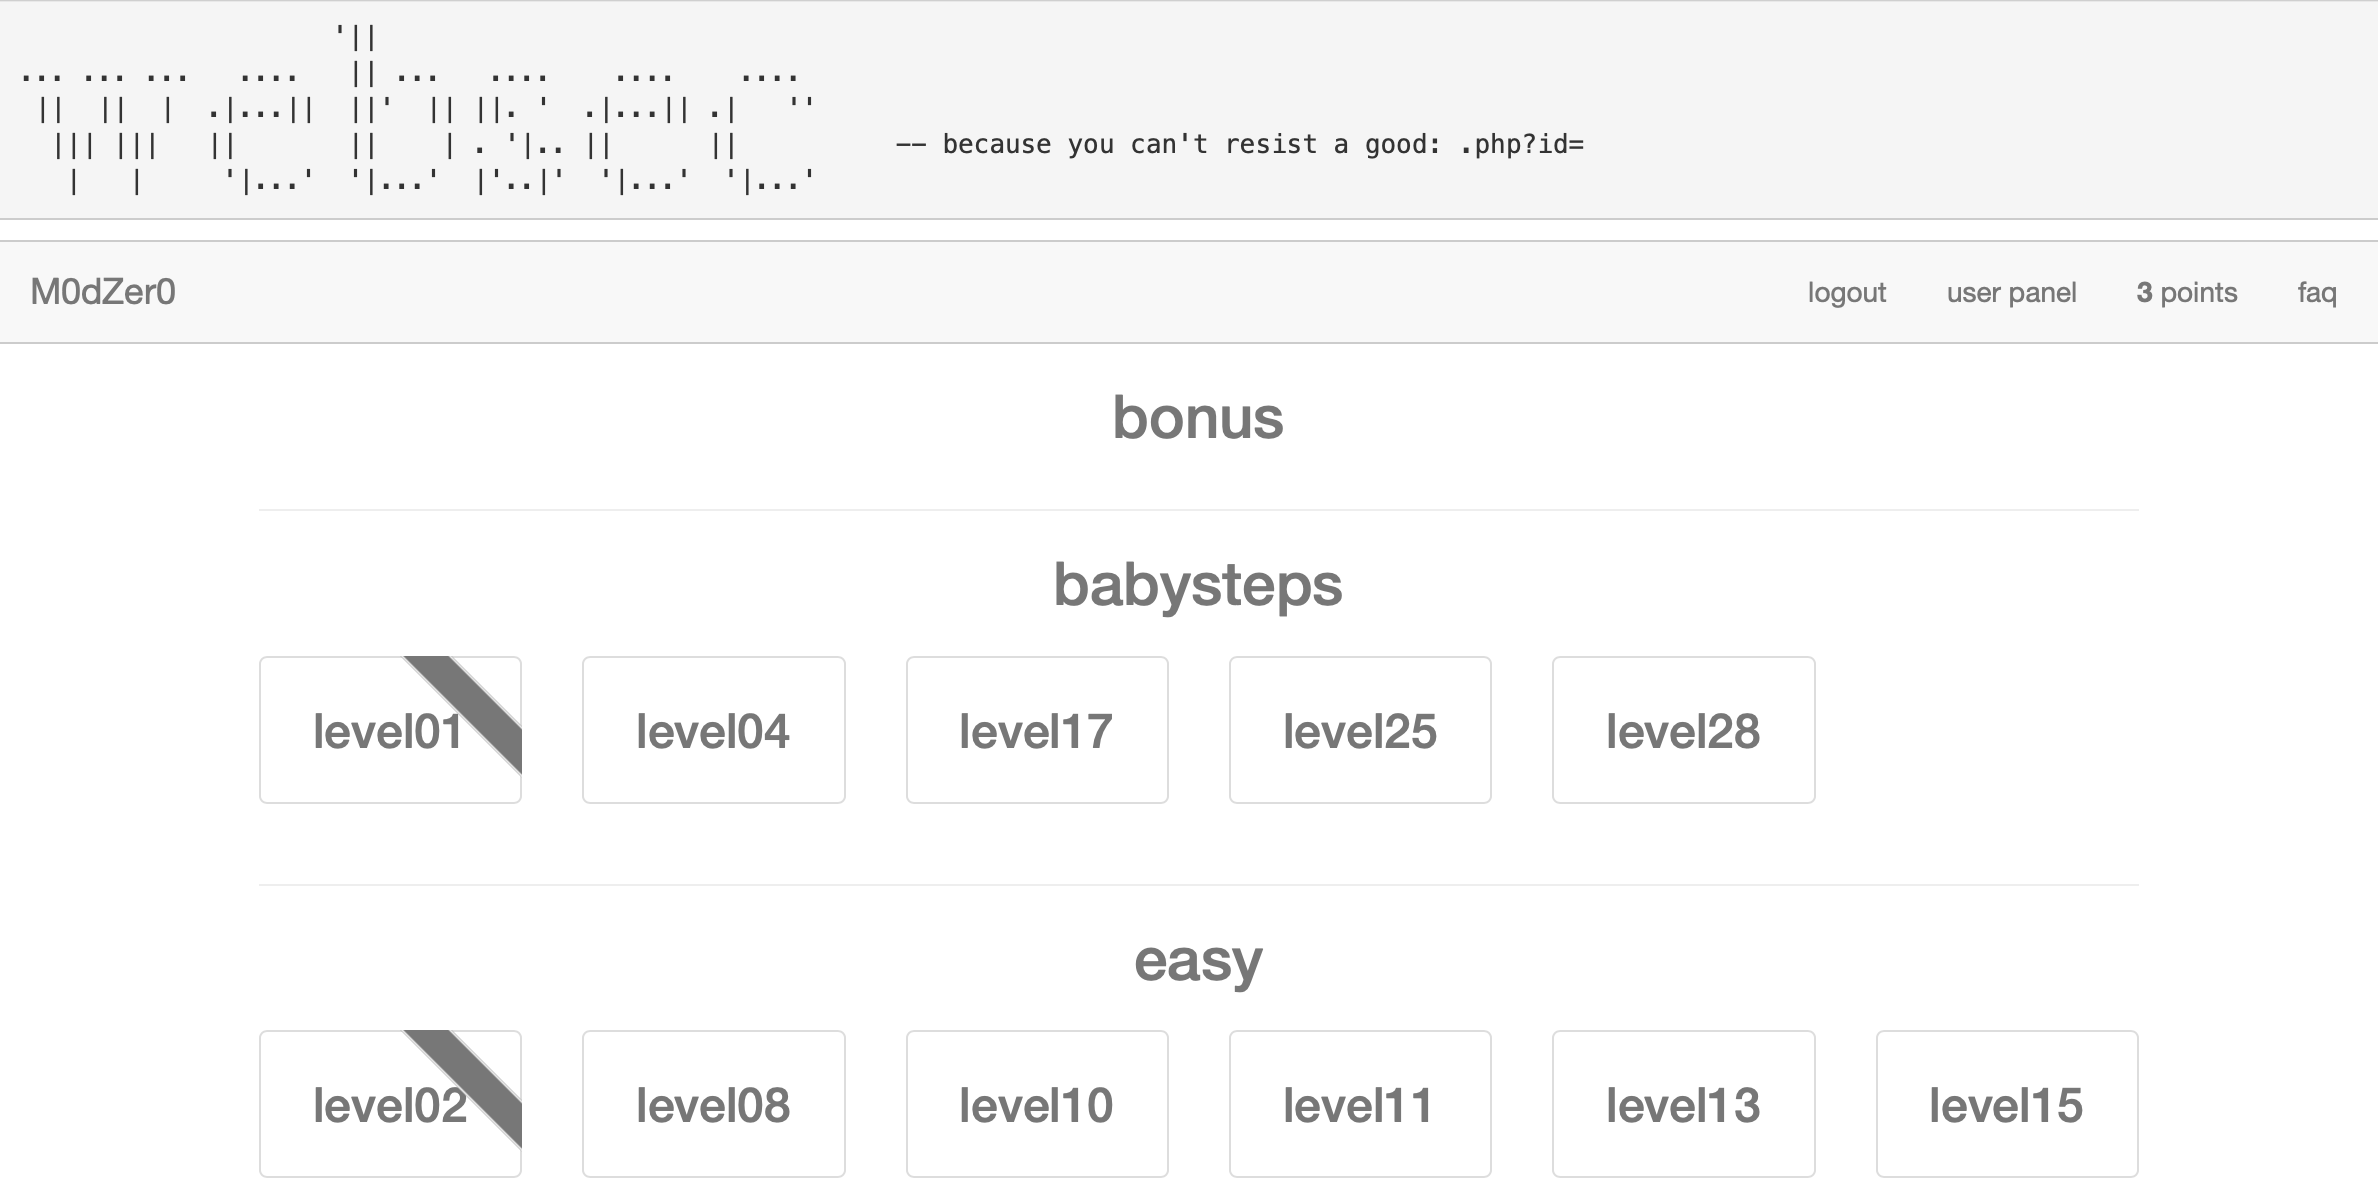 websec
-- because you can't resist a good: .php?id=
M0dZer0
logout user panel 3 points faq
bonus
babysteps
level01 level04 level17 level25 level28
easy
level02 level08 level10 level11 level13 level15